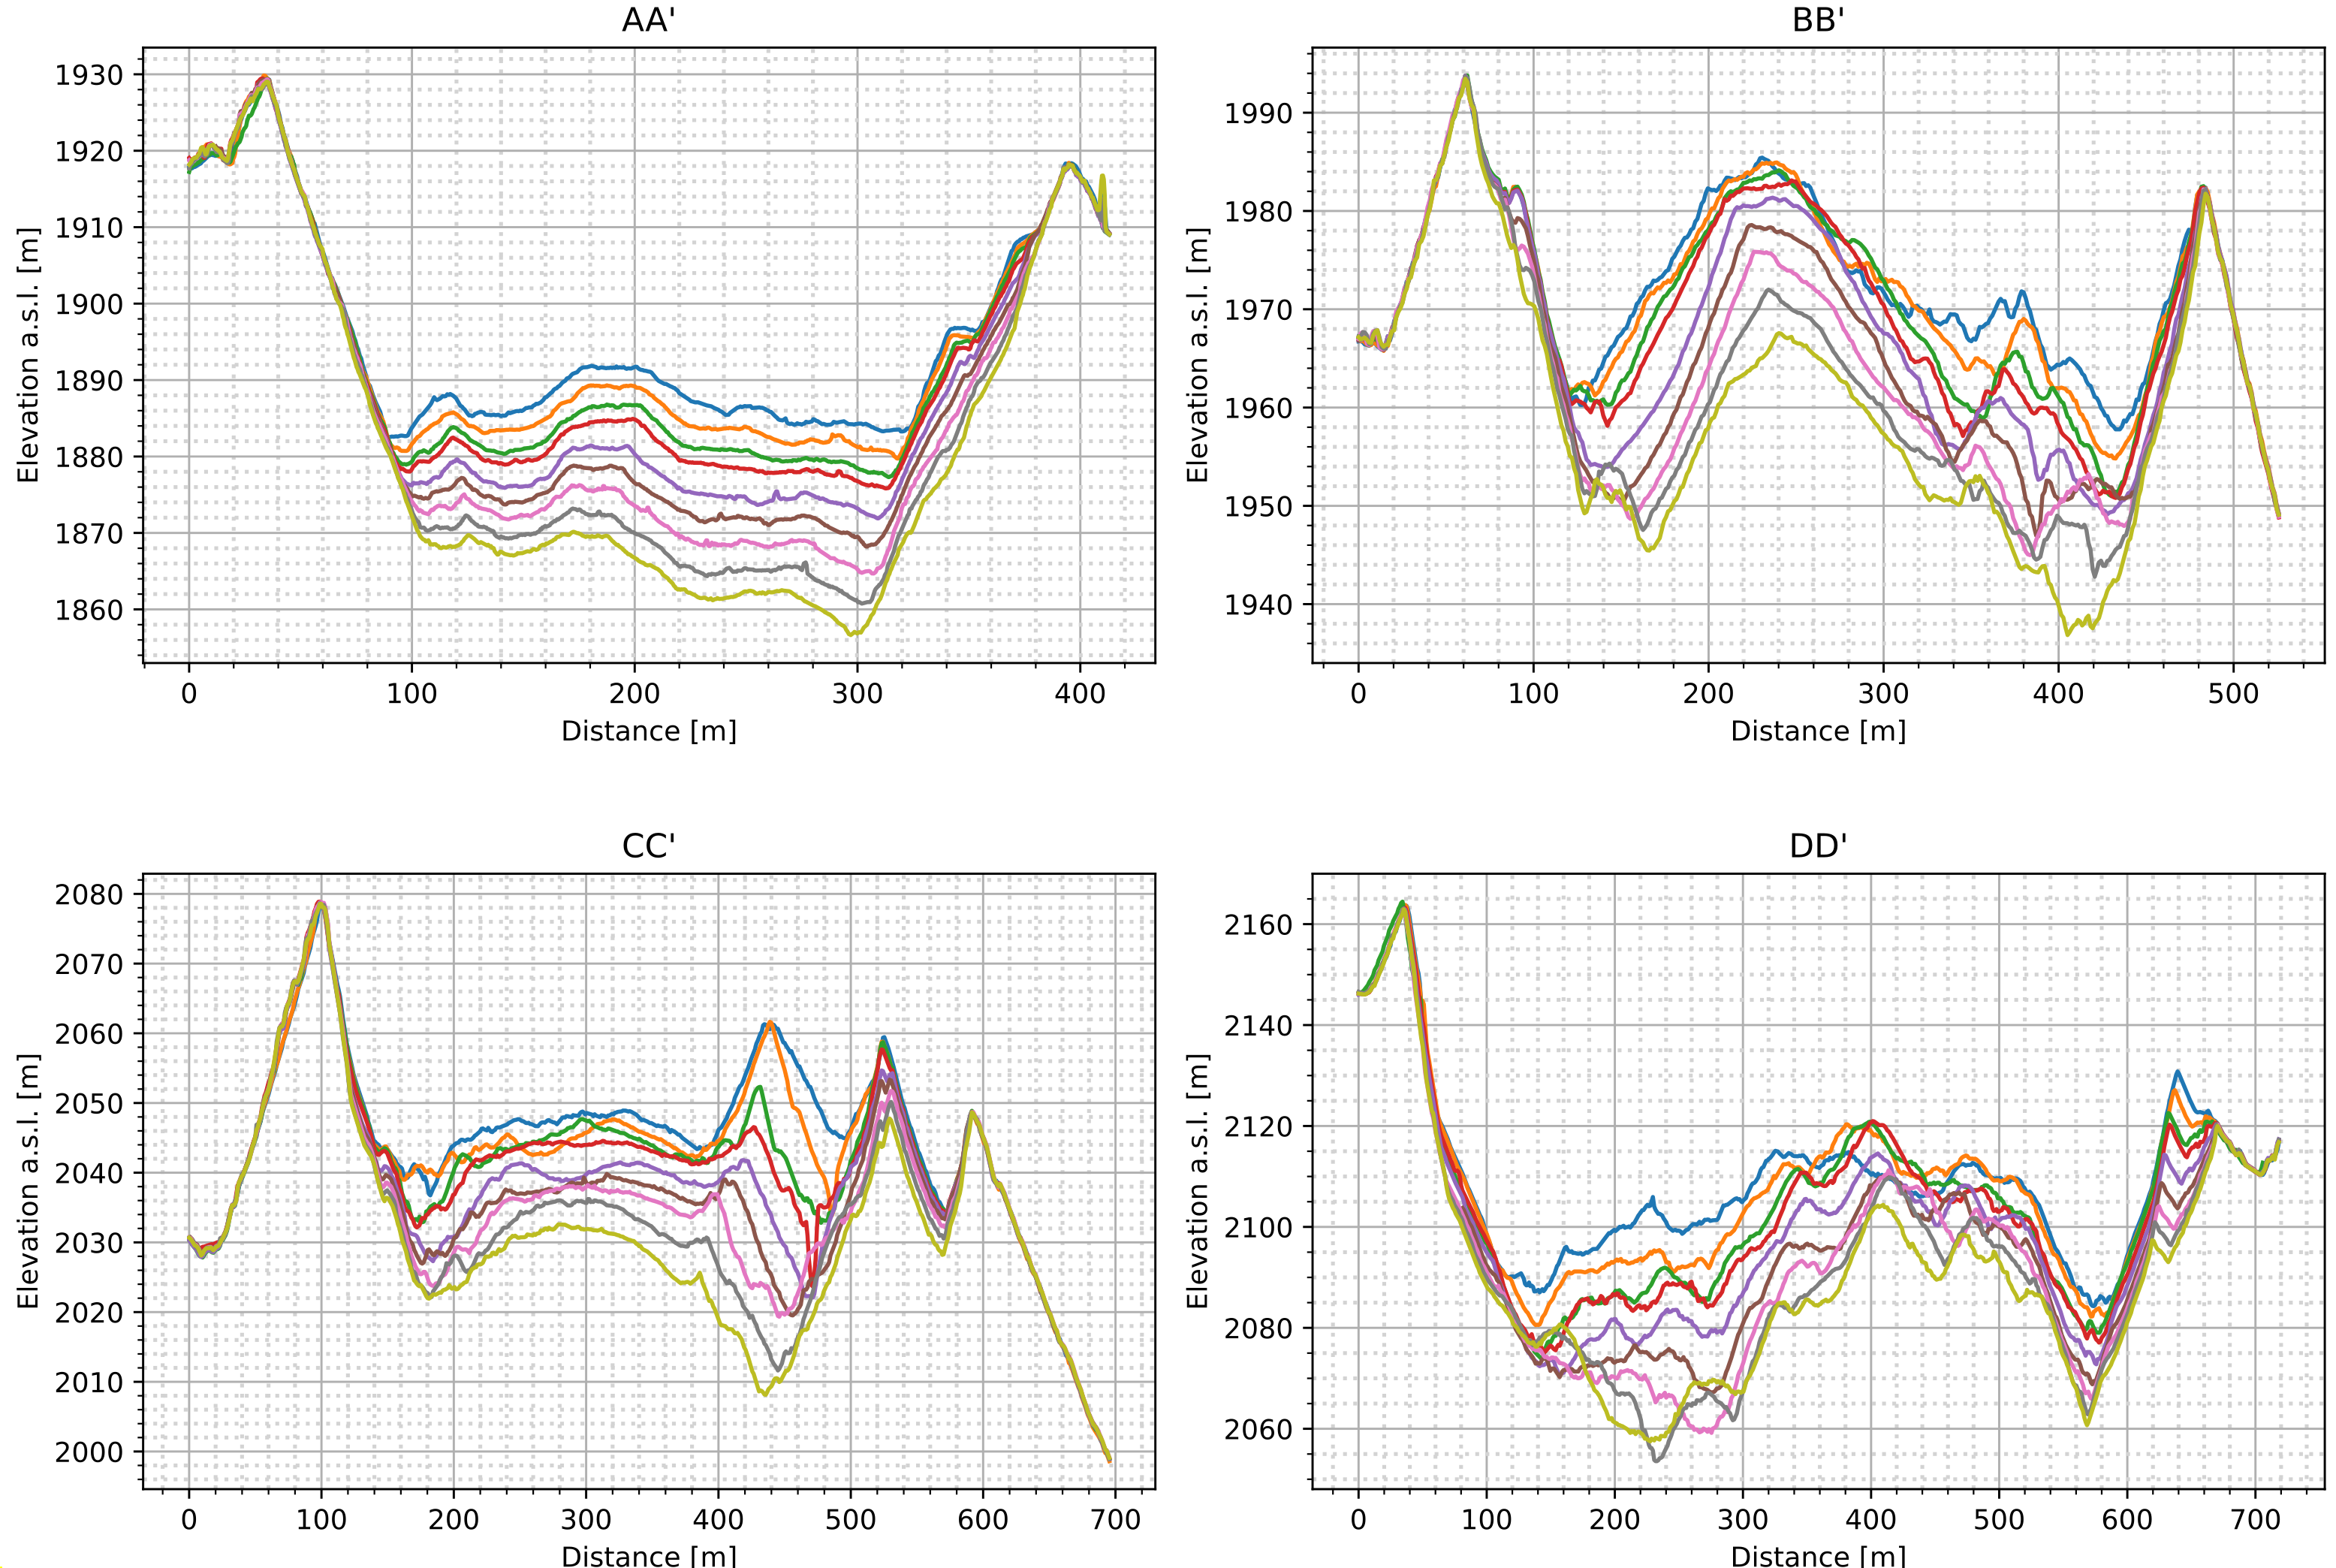 AA'
1930
1920
1910
1900
1890
1880
1870
1860
Elevation a.s.l. [m]
0 100 200 300 400
Distance [m]
BB'
1990
1980
1970
1960
1950
1940
Elevation a.s.l. [m]
0 100 200 300 400 500
Distance [m]
CC'
2080
2070
2060
2050
2040
2030
2020
2010
2000
Elevation a.s.l. [m]
0 100 200 300 400 500 600 700
Distance [m]
DD'
2160
2140
2120
2100
2080
2060
Elevation a.s.l. [m]
0 100 200 300 400 500 600 700
Distance [m]